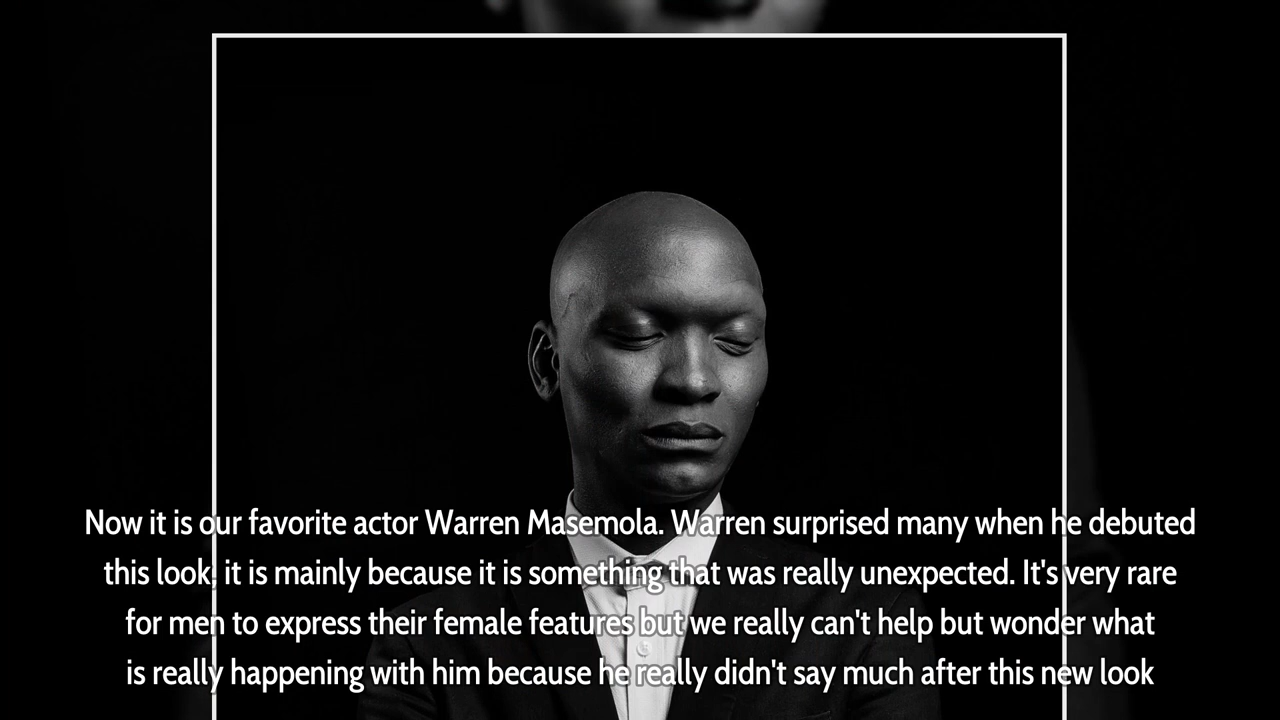 Now it is our favorite actor Warren Masemola. Warren surprised many when he debuted
this look, it is mainly because it is something that was really unexpected. It's very rare
for men to express their female features but we really can't help but wonder what
is really happening with him because he really didn't say much after this new look